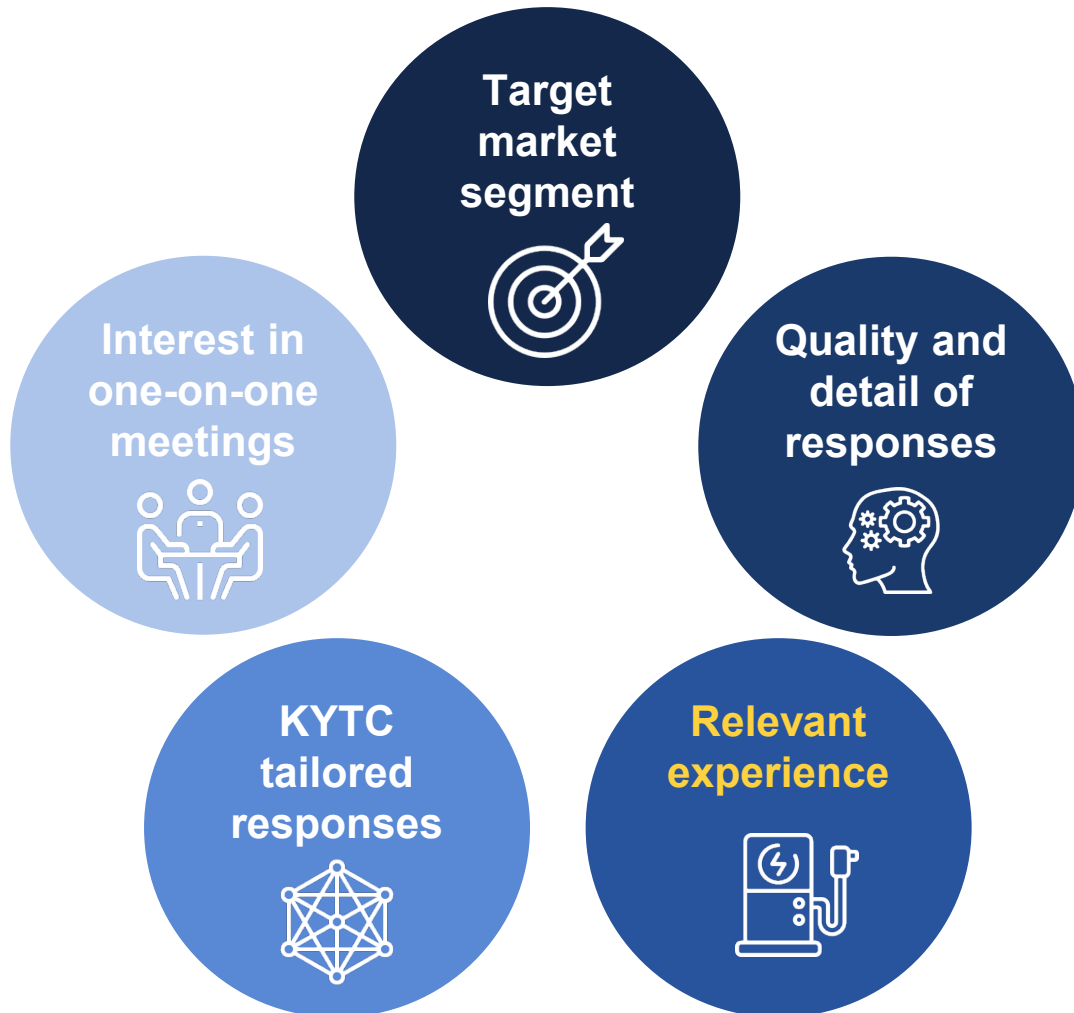 Target
market
segment
Quality and
detail of
responses
Relevant
experience
KYTC
tailored
responses
Interest in
one-on-one
meetings